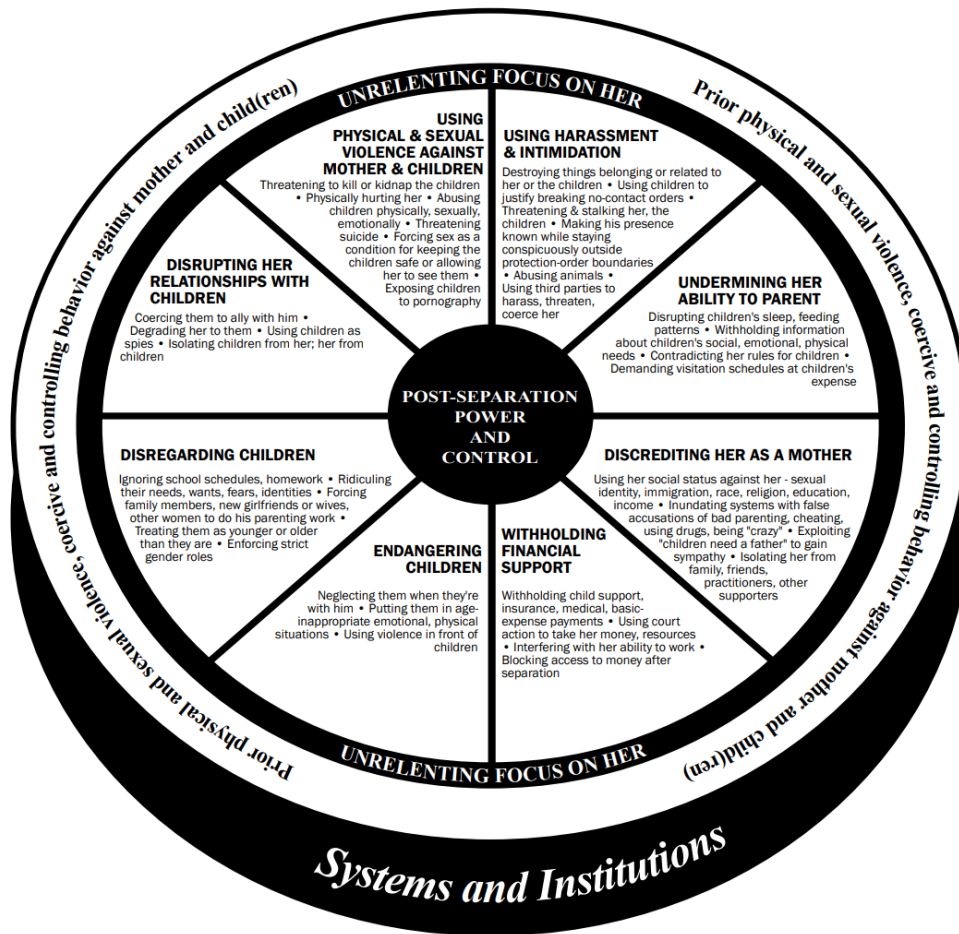 UNRELENTING FOCUS ON HER
Prior physical and sexual violence, coercive and controlling behavior against mother and child(ren)
Prior physical and sexual violence, coercive and controlling behavior against mother and child(ren)
USING
PHYSICAL & SEXUAL
VIOLENCE AGAINST
MOTHER & CHILDREN
Threatening to kill or kidnap the children
• Physically hurting her • Abusing
children physically, sexually,
emotionally • Threatening
suicide • Forcing sex as a
condition for keeping the
children safe or allowing
her to see them •
Exposing children
to pornography
USING HARASSMENT
& INTIMIDATION
Destroying things belonging or related to
her or the children • Using children to
justify breaking no-contact orders •
Threatening & stalking her, the
children • Making his presence
known while staying
conspicuously outside
protection-order boundaries
• Abusing animals •
Using third parties to
harass, threaten,
coerce her
UNDERMINING HER
ABILITY TO PARENT
Disrupting children's sleep, feeding
patterns • Withholding information
about children's social, emotional, physical
needs • Contradicting her rules for children •
Demanding visitation schedules at children's
expense
DISCREDITING HER AS A MOTHER
Using her social status against her - sexual
identity, immigration, race, religion, education,
income • Inundating systems with false
accusations of bad parenting, cheating,
using drugs, being "crazy" • Exploiting
"children need a father" to gain
sympathy • Isolating her from
family, friends,
practitioners, other
supporters
WITHHOLDING
FINANCIAL
SUPPORT
Withholding child support,
insurance, medical, basic-
expense payments • Using court
action to take her money, resources
• Interfering with her ability to work •
Blocking access to money after
separation
ENDANGERING
CHILDREN
Neglecting them when they're
with him • Putting them in age-
inappropriate emotional, physical
situations • Using violence in front of
children
DISREGARDING CHILDREN
Ignoring school schedules, homework • Ridiculing
their needs, wants, fears, identities • Forcing
family members, new girlfriends or wives,
other women to do his parenting work •
Treating them as younger or older
than they are • Enforcing strict
gender roles
DISRUPTING HER
RELATIONSHIPS WITH
CHILDREN
Coercing them to ally with him •
Degrading her to them • Using children as
spies • Isolating children from her; her from
children
POST-SEPARATION
POWER
AND
CONTROL
UNRELENTING FOCUS ON HER
Systems and Institutions